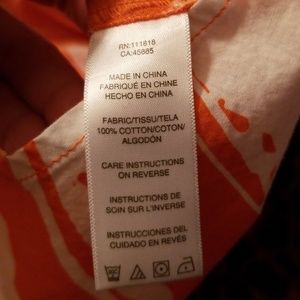 RN:111818
CA:45885
MADE IN CHINA
FABRIQUÉ EN CHINE
HECHO EN CHINA
FABRIC/TISSU/TELA
100% COTTON/COTON/
ALGODÓN
CARE INSTRUCTIONS
ON REVERSE
INSTRUCTIONS DE
SOIN SUR L'INVERSE
INSTRUCCIONES DEL
CUIDADO EN REVÉS